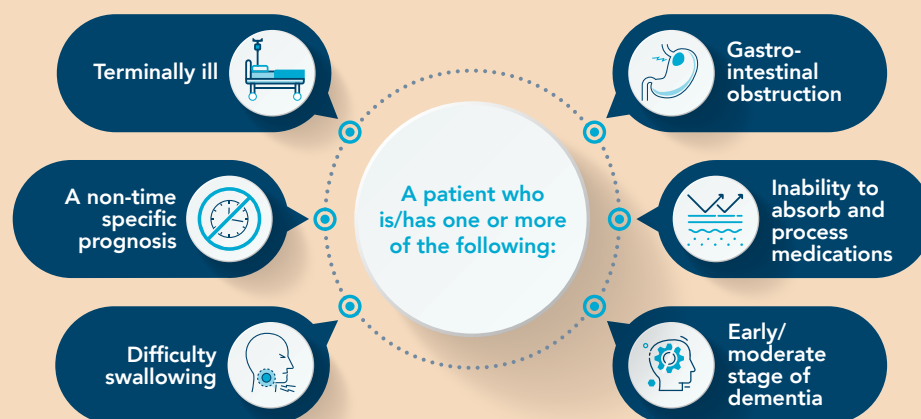 A patient who
is/has one or more
of the following:
Terminally ill
A non-time
specific
prognosis
Difficulty
swallowing
Gastro-
intestinal
obstruction
Inability to
absorb and
process
medications
Early/
moderate
stage of
dementia